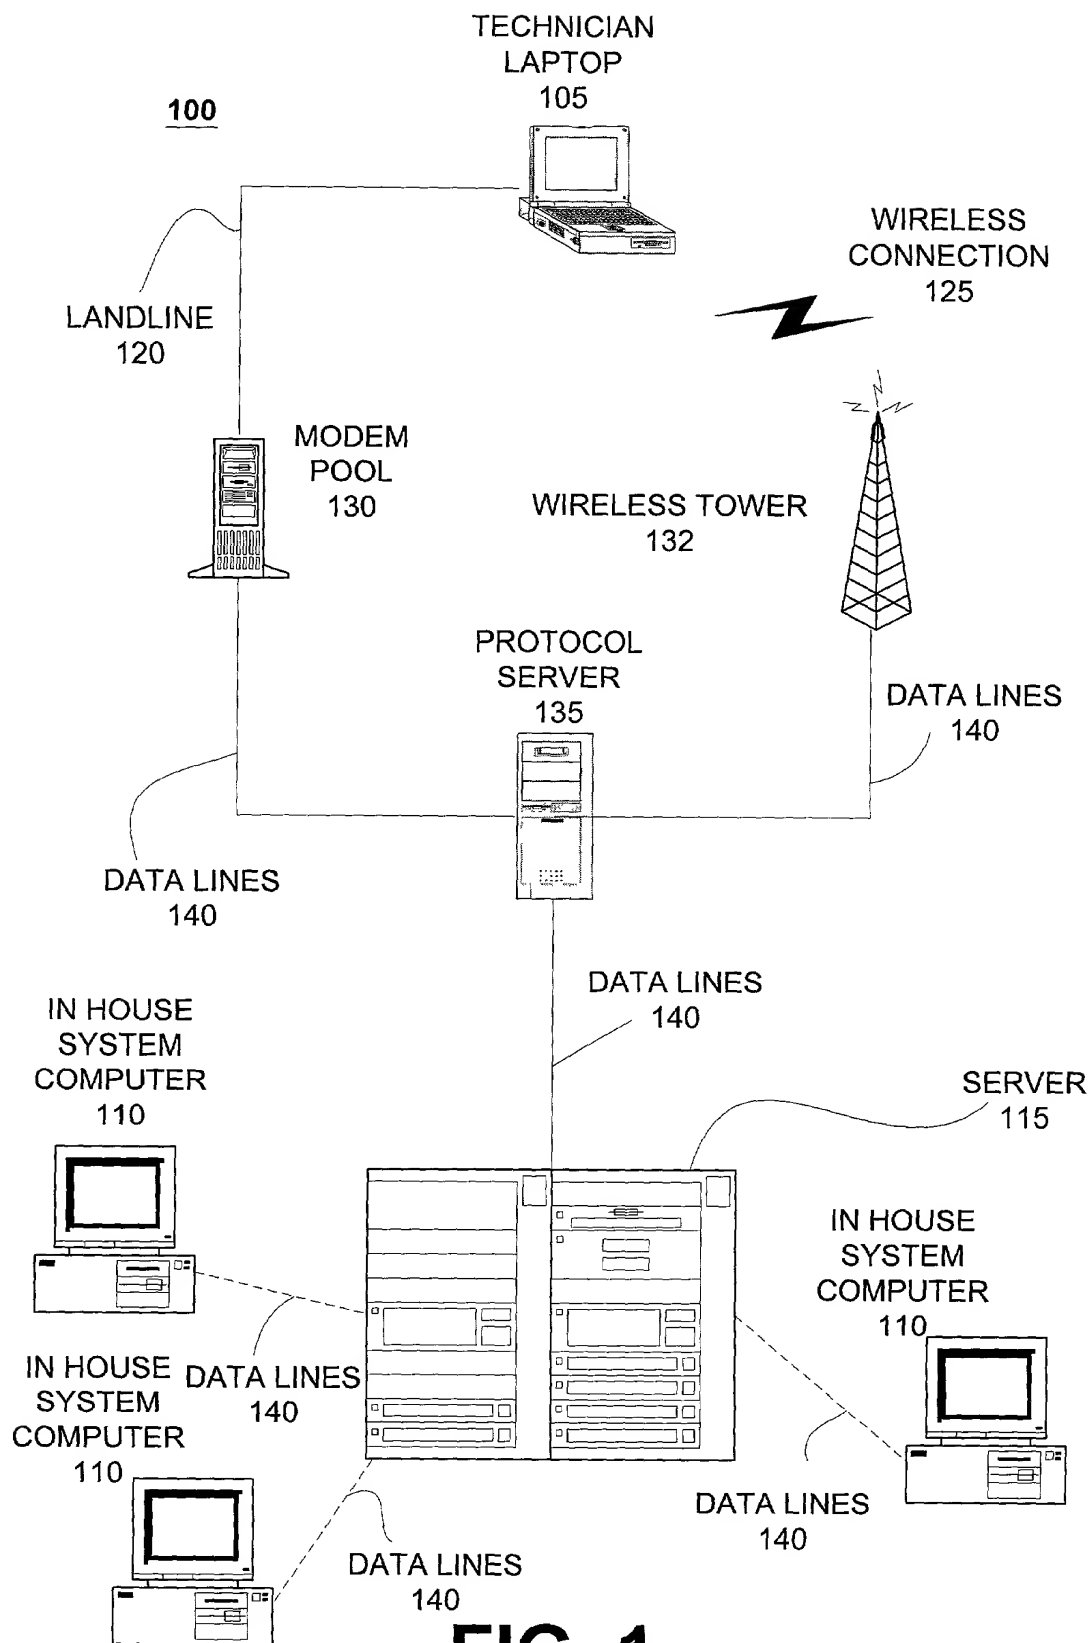 TECHNICIAN
LAPTOP
105
100
WIRELESS
CONNECTION
125
LANDLINE
120
MODEM
POOL
130
WIRELESS TOWER
132
PROTOCOL
SERVER
135
DATA LINES
140
DATA LINES
140
DATA LINES
140
IN HOUSE
SYSTEM
COMPUTER
110
SERVER
115
IN HOUSE
SYSTEM
COMPUTER
110
DATA LINES
140
IN HOUSE
SYSTEM
COMPUTER
110
DATA LINES
140
DATA LINES
140
FIG. 1